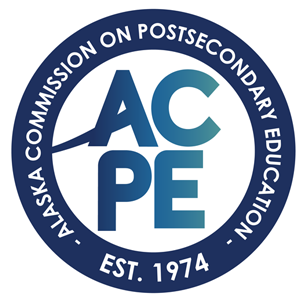 - ALASKA COMMISSION ON POSTSECONDARY EDUCATION -
AC
PE
EST. 1974